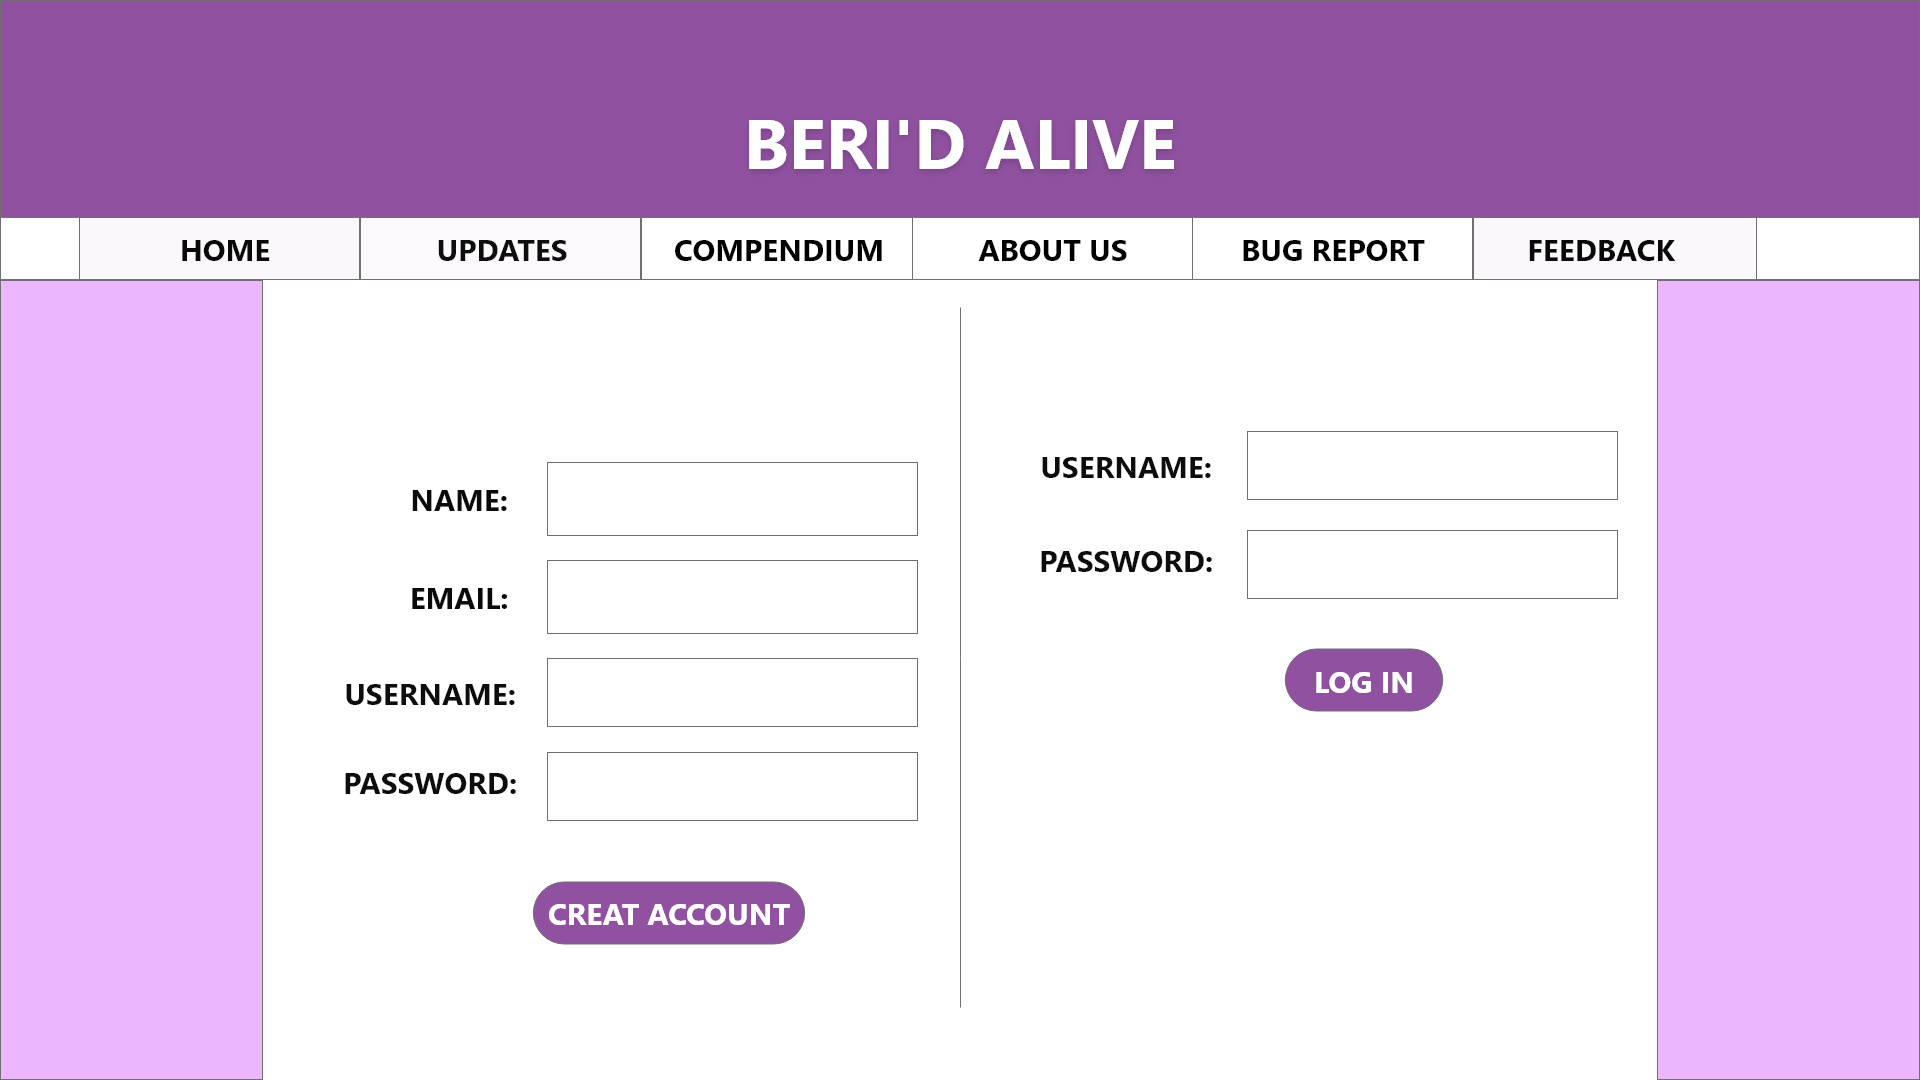 BERI'D ALIVE
HOME
UPDATES
COMPENDIUM
ABOUT US
BUG REPORT
FEEDBACK
NAME:
EMAIL:
USERNAME:
PASSWORD:
CREAT ACCOUNT
USERNAME:
PASSWORD:
LOG IN